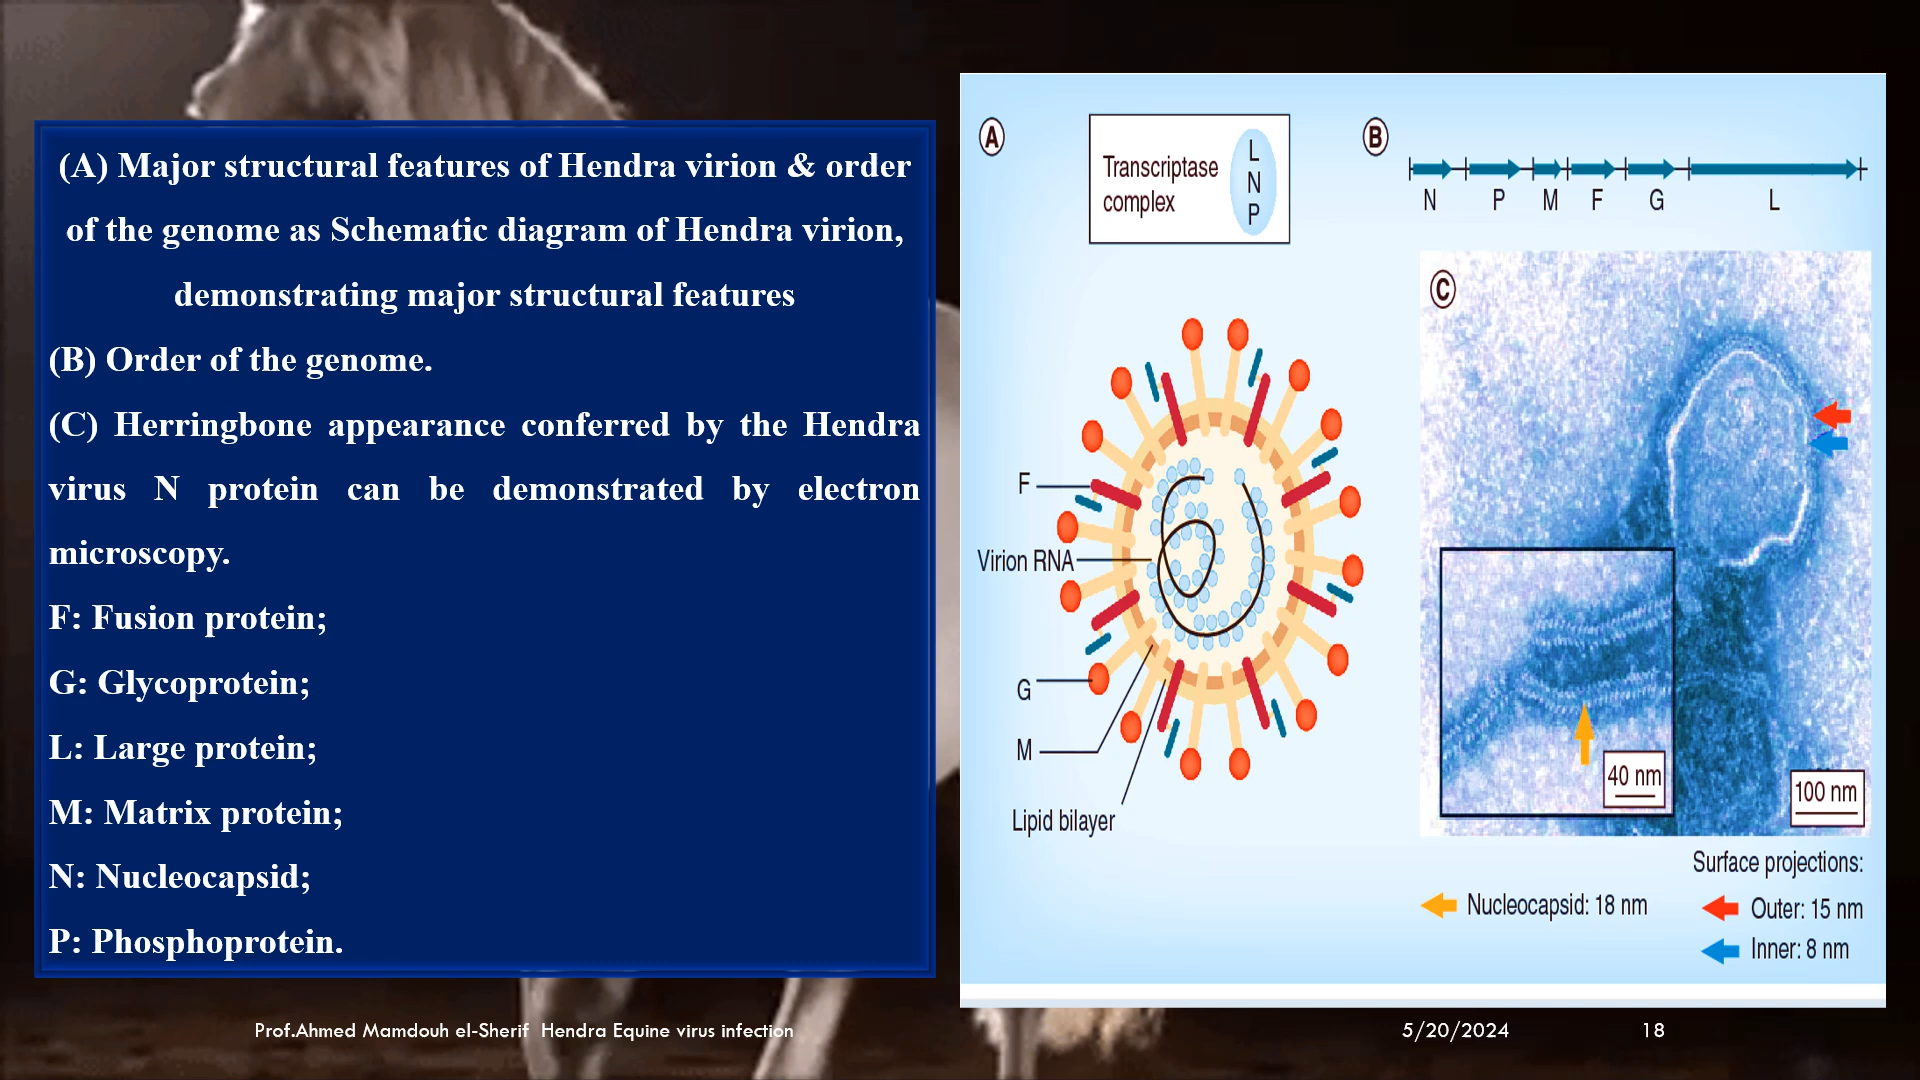 (A) Major structural features of Hendra virion & order
of the genome as Schematic diagram of Hendra virion,
demonstrating major structural features
(B) Order of the genome.
(C) Herringbone appearance conferred by the Hendra
virus N protein can be demonstrated by electron
microscopy.
F: Fusion protein;
G: Glycoprotein;
L: Large protein;
M: Matrix protein;
N: Nucleocapsid;
P: Phosphoprotein.
A
Transcriptase
complex
L
N
P
F
Virion RNA
G
M
Lipid bilayer
B
N P M F G L
C
40 nm
100 nm
Nucleocapsid: 18 nm
Surface projections:
Outer: 15 nm
Inner: 8 nm
Prof.Ahmed Mamdouh el-Sherif Hendra Equine virus infection
5/20/2024
18